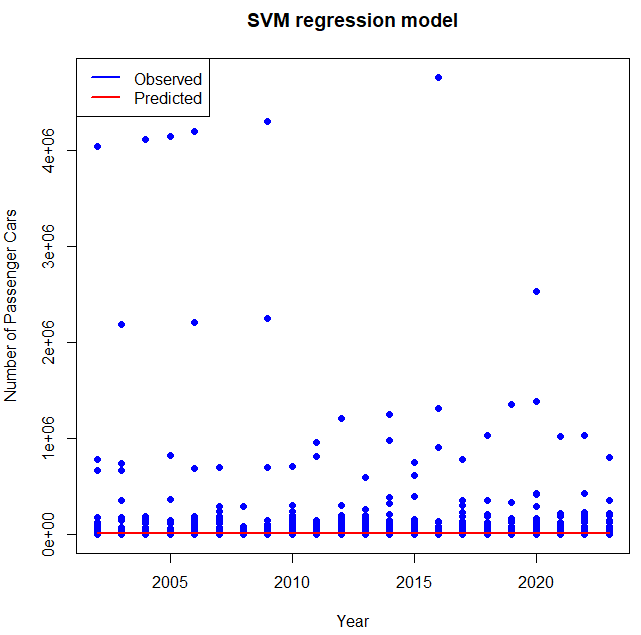 SVM regression model
Observed
Predicted
Number of Passenger Cars
4e+06
3e+06
2e+06
1e+06
0e+00
2005 2010 2015 2020
Year